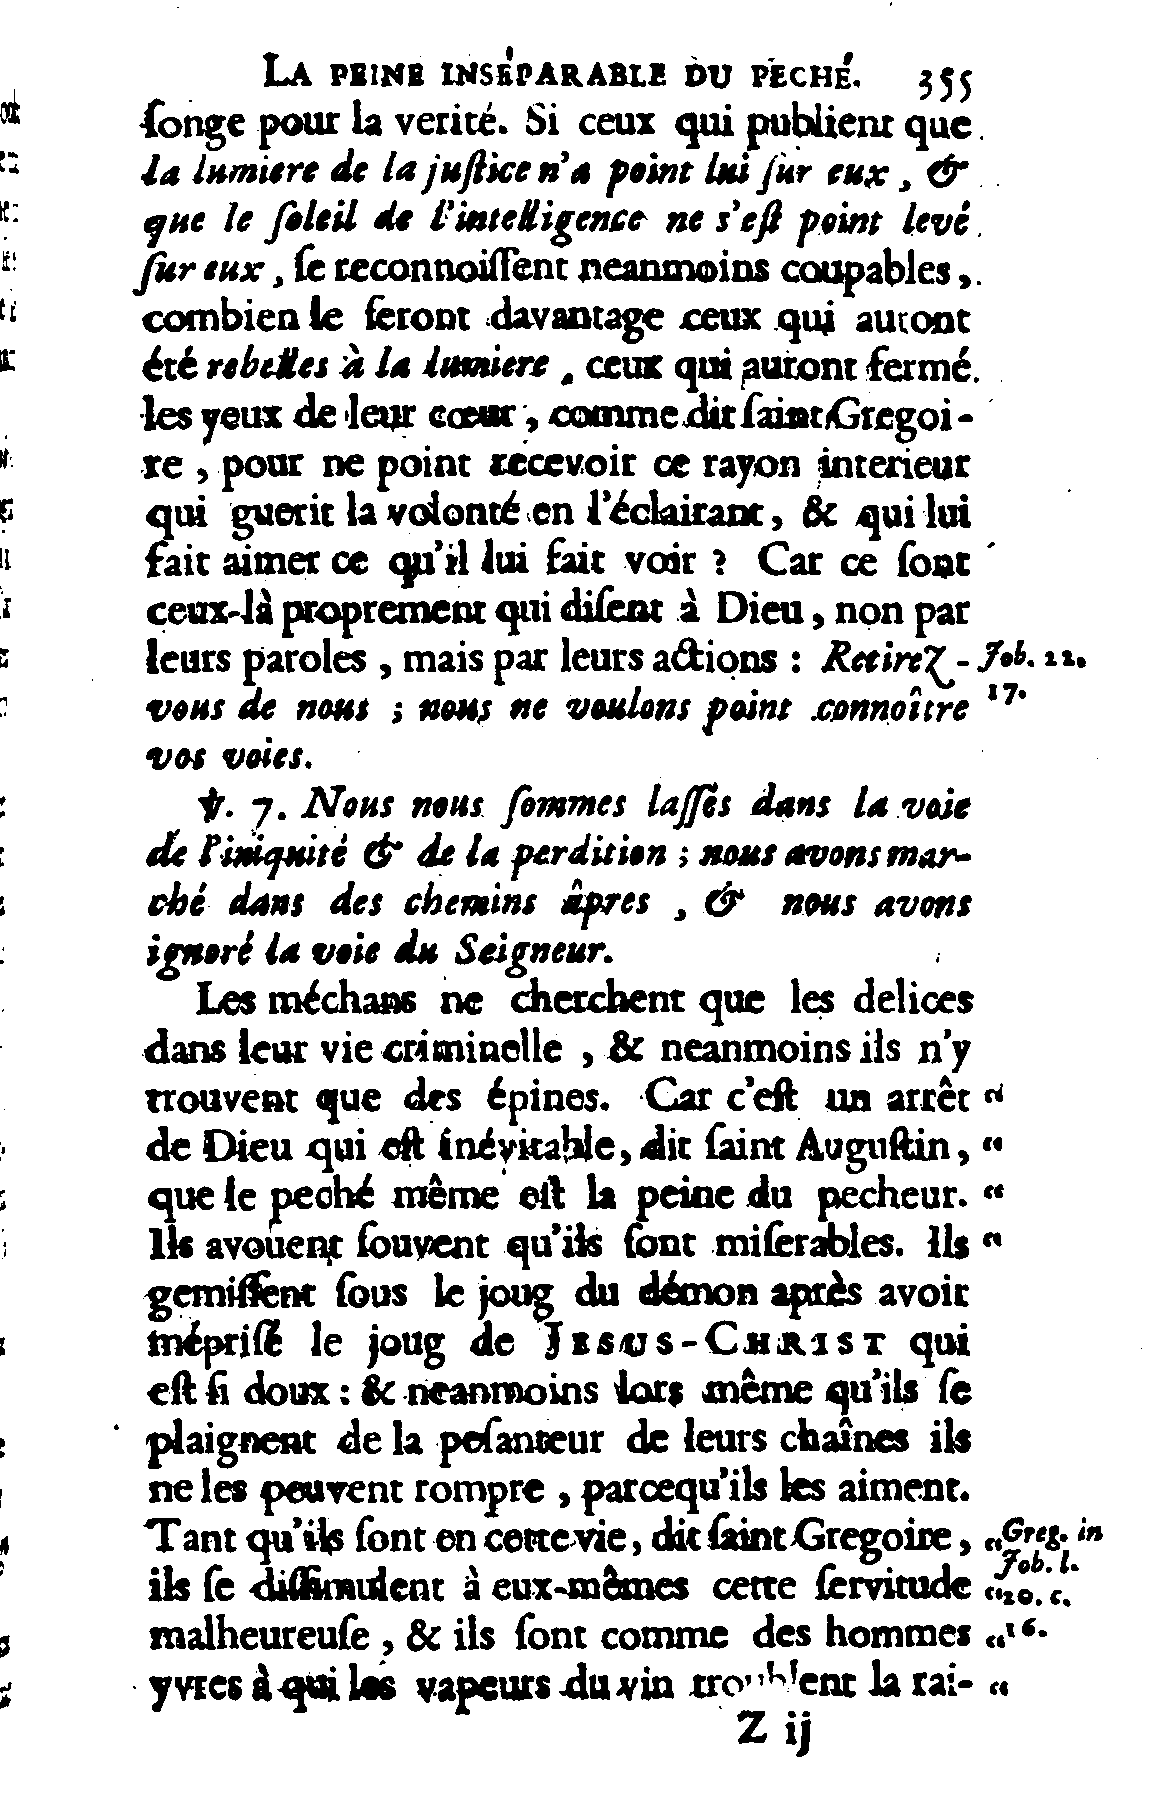 LA PEINE INSÉPARABLE DU PECHÉ. 355
ſonge pour la verité. Si ceux qui publient que
la lumiere de la juſtice n'a point lui ſur eux, &
que le ſoleil de l'intelligence ne s'eſt point levé
ſur eux, ſe reconnoiſſent neanmoins coupables,
combien le ſeront davantage ceux qui auront
été rebelles à la lumiere, ceux qui auront fermé
les yeux de leur cœur, comme dit ſaint Gregoi-
re, pour ne point recevoir ce rayon interieur
qui guerit la volonté en l'éclairant, & qui lui
fait aimer ce qu'il lui fait voir ? Car ce ſont
ceux-là proprement qui diſent à Dieu, non par
leurs paroles, mais par leurs actions : Retirez-
Job. 22.
17.
vous de nous ; nous ne voulons point connoître
vos voies.
℣. 7. Nous nous ſommes laſſés dans la voie
de l'iniquité & de la perdition ; nous avons mar-
ché dans des chemins âpres, & nous avons
ignoré la voie du Seigneur.
Les méchans ne cherchent que les delices
dans leur vie criminelle, & neanmoins ils n'y
trouvent que des épines. Car c'eſt un arrêt “
de Dieu qui eſt inévitable, dit ſaint Auguſtin, “
que le peché même eſt la peine du pecheur. “
Ils avouent ſouvent qu'ils ſont miſerables. Ils “
gemiſſent ſous le joug du démon après avoir
mépriſé le joug de JESUS-CHRIST qui
eſt ſi doux : & neanmoins lors même qu'ils ſe
plaignent de la peſanteur de leurs chaînes ils
ne les peuvent rompre, parcequ'ils les aiment.
Tant qu'ils ſont en cette vie, dit ſaint Gregoire, “
Greg. in
Job. l.
20. c.
16.
ils ſe diſſimulent à eux-mêmes cette ſervitude “
malheureuſe, & ils ſont comme des hommes “
yvres à qui les vapeurs du vin troublent la rai- “
Z ij